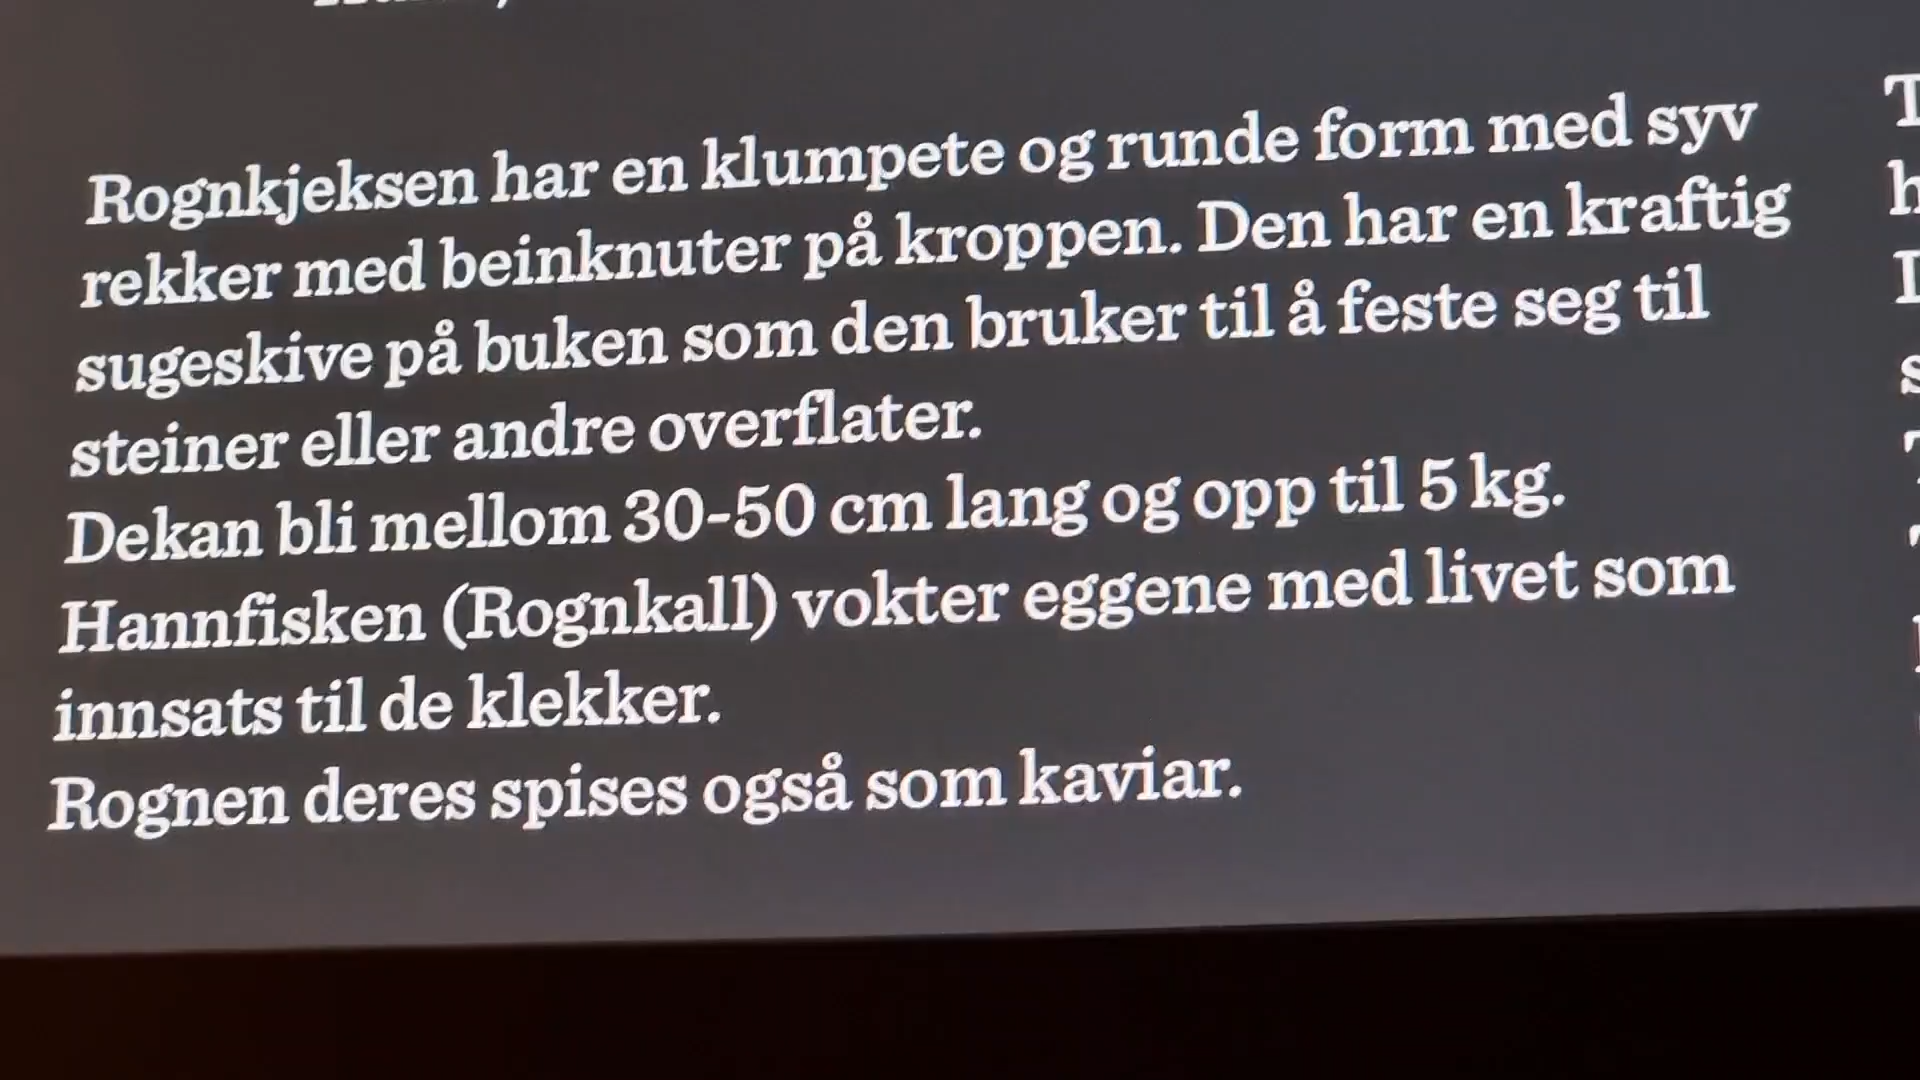 Rognkjeksen har en klumpete og runde form med syv
rekker med beinknuter på kroppen. Den har en kraftig
sugeskive på buken som den bruker til å feste seg til
steiner eller andre overflater.
Dekan bli mellom 30-50 cm lang og opp til 5 kg.
Hannfisken (Rognkall) vokter eggene med livet som
innsats til de klekker.
Rognen deres spises også som kaviar.